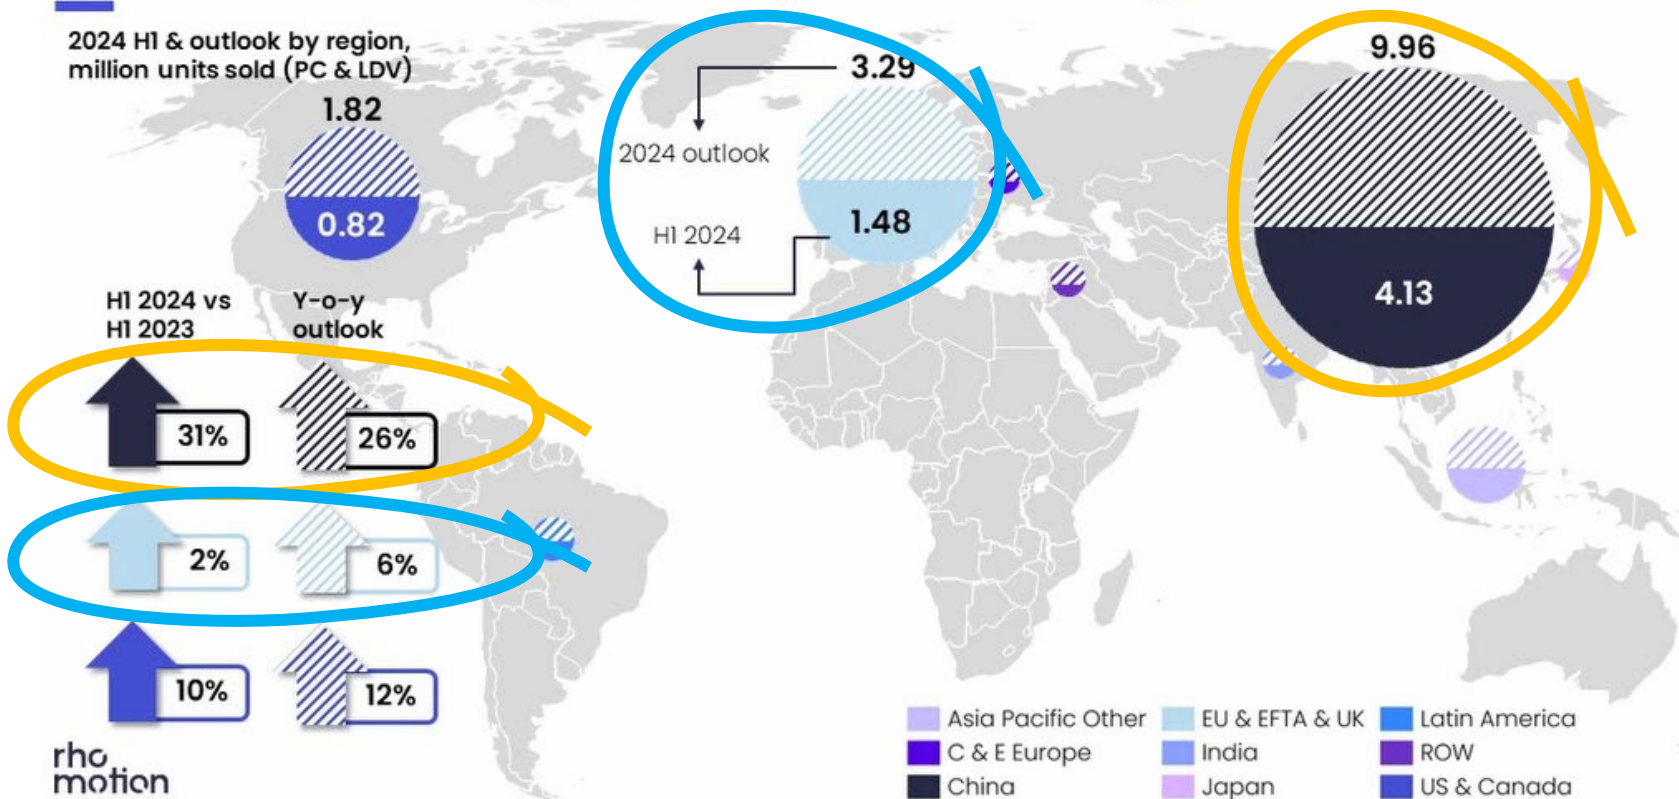 2024 H1 & outlook by region,
million units sold (PC & LDV)
1.82
0.82
3.29
2024 outlook
H1 2024
1.48
9.96
4.13
H1 2024 vs
H1 2023
Y-o-y
outlook
31%
26%
2%
6%
10%
12%
rho
motion
Asia Pacific Other
EU & EFTA & UK
Latin America
C & E Europe
India
ROW
China
Japan
US & Canada